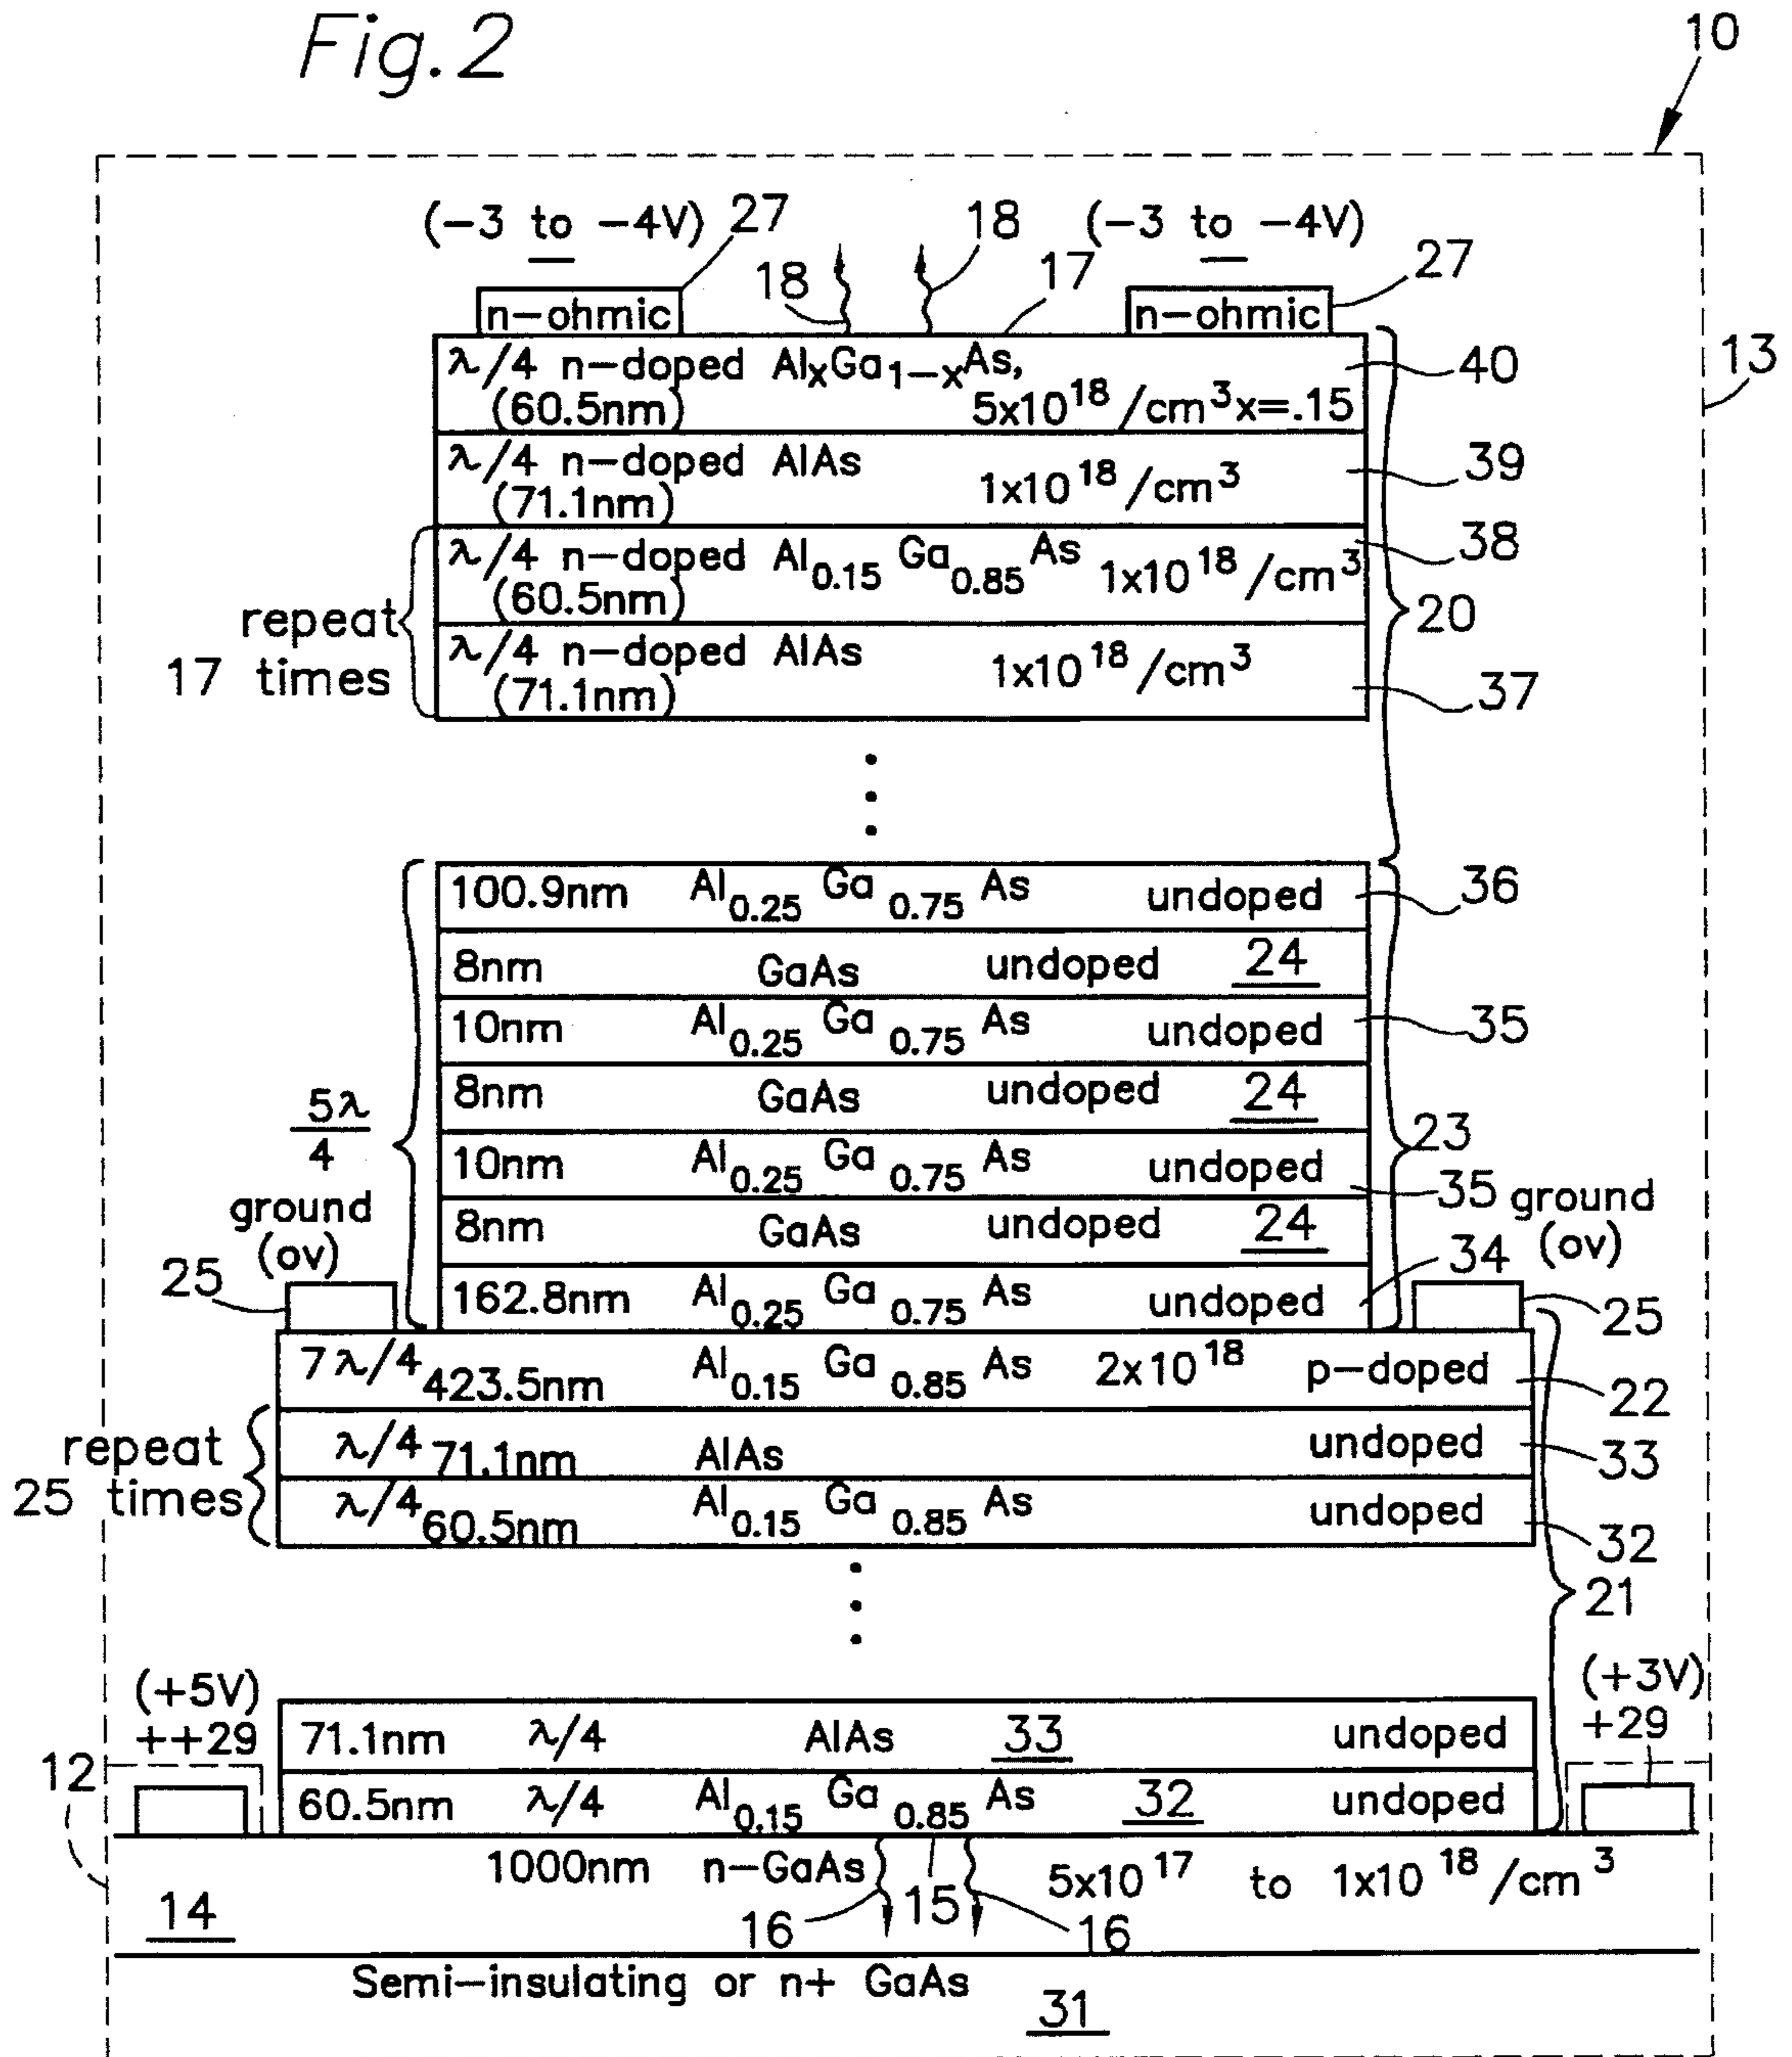 Fig. 2
10
(-3 to -4V) 27 18 (-3 to -4V)
18 17 27
n-ohmic n-ohmic
13
λ/4 n-doped AlxGa1-xAs, 40
(60.5nm) 5x10^18 /cm^3 x=.15
λ/4 n-doped AlAs 39
(71.1nm) 1x10^18 /cm^3
λ/4 n-doped Al0.15 Ga0.85 As 1x10^18 /cm^3 38
(60.5nm)
repeat 17 times
20
λ/4 n-doped AlAs 1x10^18 /cm^3
(71.1nm) 37
100.9nm Al0.25 Ga0.75 As undoped 36
8nm GaAs undoped 24
10nm Al0.25 Ga0.75 As undoped 35
8nm GaAs undoped 24
5λ/4
23
10nm Al0.25 Ga0.75 As undoped 35
ground (ov) ground (ov)
8nm GaAs undoped 24
34
25 162.8nm Al0.25 Ga0.75 As undoped 25
7λ/4 423.5nm Al0.15 Ga0.85 As 2x10^18 p-doped 22
repeat 25 times
λ/4 71.1nm AlAs undoped 33
λ/4 60.5nm Al0.15 Ga0.85 As undoped 32
21
(+5V) (+3V)
++29 +29
71.1nm λ/4 AlAs 33 undoped
12
60.5nm λ/4 Al0.15 Ga0.85 As 32 undoped
1000nm n-GaAs 5x10^17 to 1x10^18 /cm^3
14 16 15 16
Semi-insulating or n+ GaAs
31